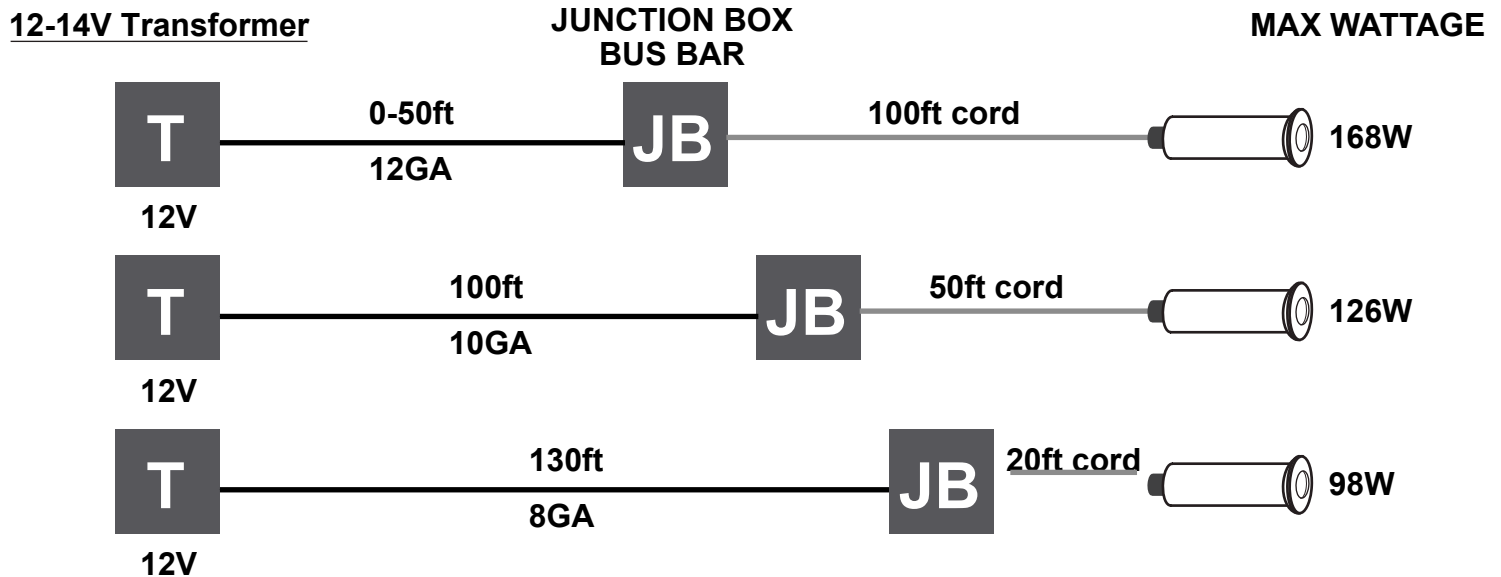 12-14V Transformer
JUNCTION BOX
BUS BAR
MAX WATTAGE
T
0-50ft
12GA
JB
100ft cord
168W
12V
T
100ft
10GA
JB
50ft cord
126W
12V
T
130ft
8GA
JB
20ft cord
98W
12V